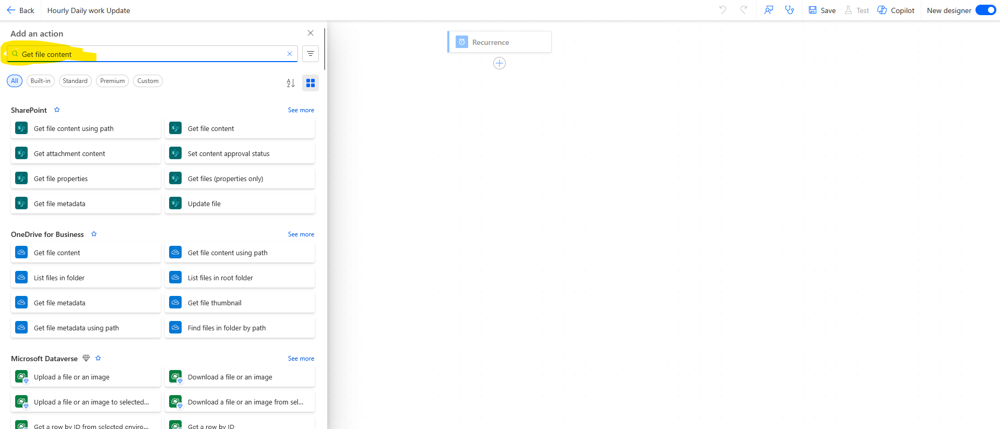 Back
Hourly Daily work Update
Save
Test
Copilot
New designer
Add an action
Get file content
All
Built-in
Standard
Premium
Custom
A
Z
Recurrence
SharePoint
See more
Get file content using path
Get file content
Get attachment content
Set content approval status
Get file properties
Get files (properties only)
Get file metadata
Update file
OneDrive for Business
See more
Get file content
Get file content using path
List files in folder
List files in root folder
Get file metadata
Get file thumbnail
Get file metadata using path
Find files in folder by path
Microsoft Dataverse
See more
Upload a file or an image
Download a file or an image
Upload a file or an image to selected...
Download a file or an image from sel...
Get a row by ID from selected enviro...
Get a row by ID